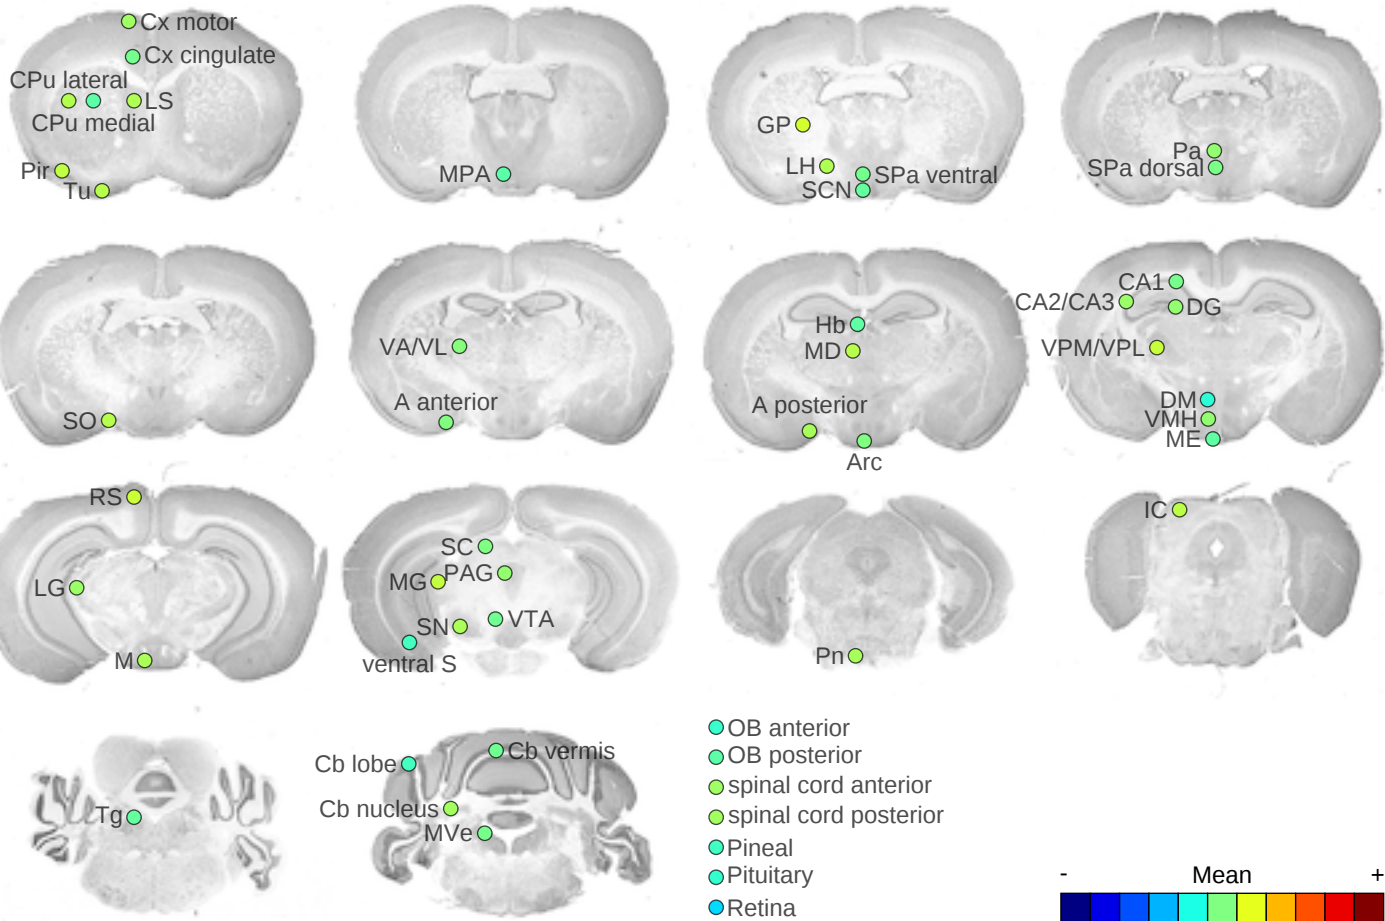 Cx motor
Cx cingulate
CPu lateral
LS
CPu medial
Pir
Tu
MPA
GP
LH
SPa ventral
SCN
Pa
SPa dorsal
SO
VA/VL
A anterior
Hb
MD
A posterior
Arc
CA1
CA2/CA3
DG
VPM/VPL
DM
VMH
ME
RS
LG
M
SC
MG
PAG
SN
VTA
ventral S
Pn
IC
Tg
Cb lobe
Cb vermis
Cb nucleus
MVe
OB anterior
OB posterior
spinal cord anterior
spinal cord posterior
Pineal
Pituitary
Retina
- Mean +